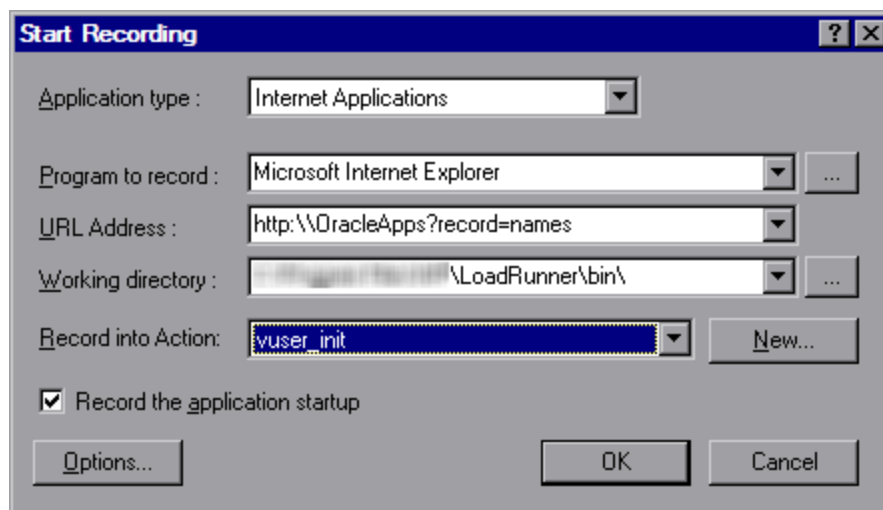 Start Recording
Application type :
Internet Applications
Program to record :
Microsoft Internet Explorer
...
URL Address :
http:\\OracleApps?record=names
Working directory :
\LoadRunner\bin\
...
Record into Action:
vuser_init
New...
Record the application startup
Options...
OK
Cancel